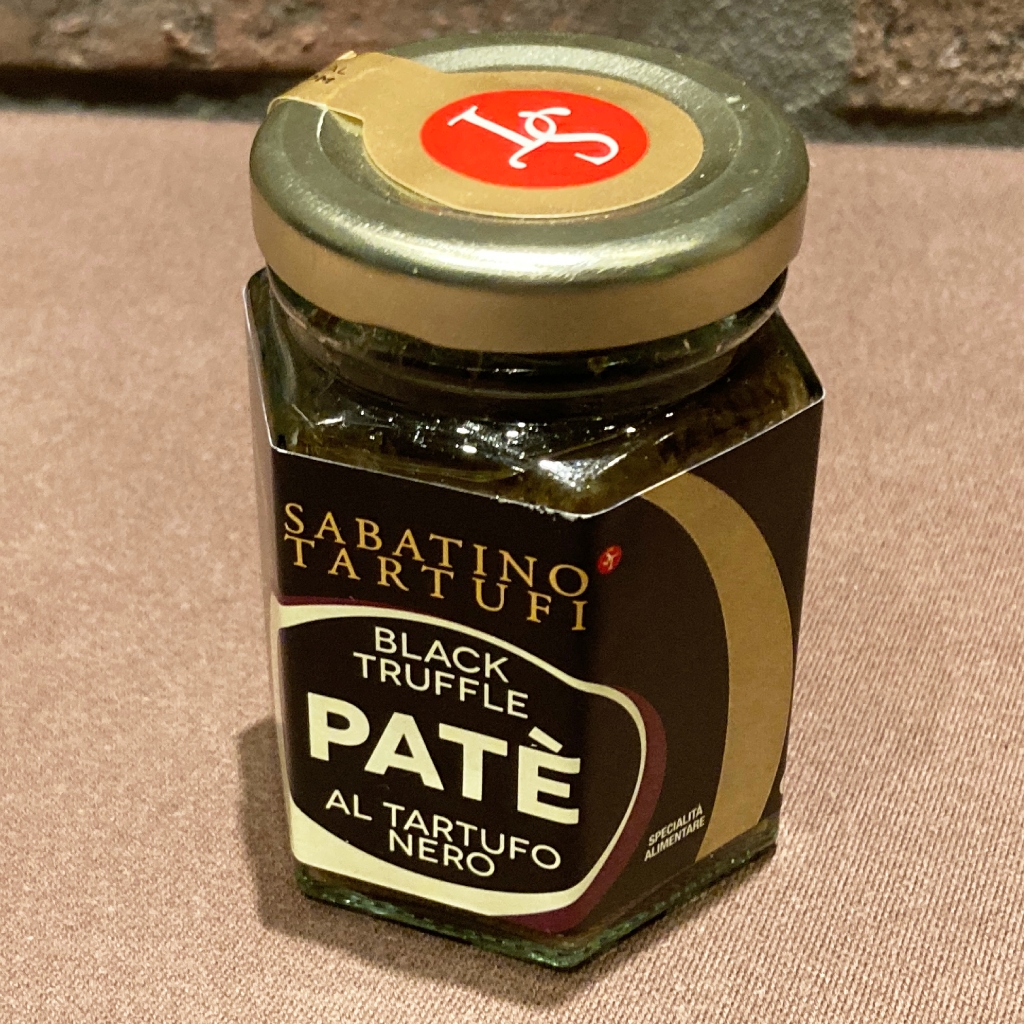 SABATINO
TARTUFI
BLACK
TRUFFLE
PATÈ
AL TARTUFO
NERO
SPECIALITÀ
ALIMENTARE